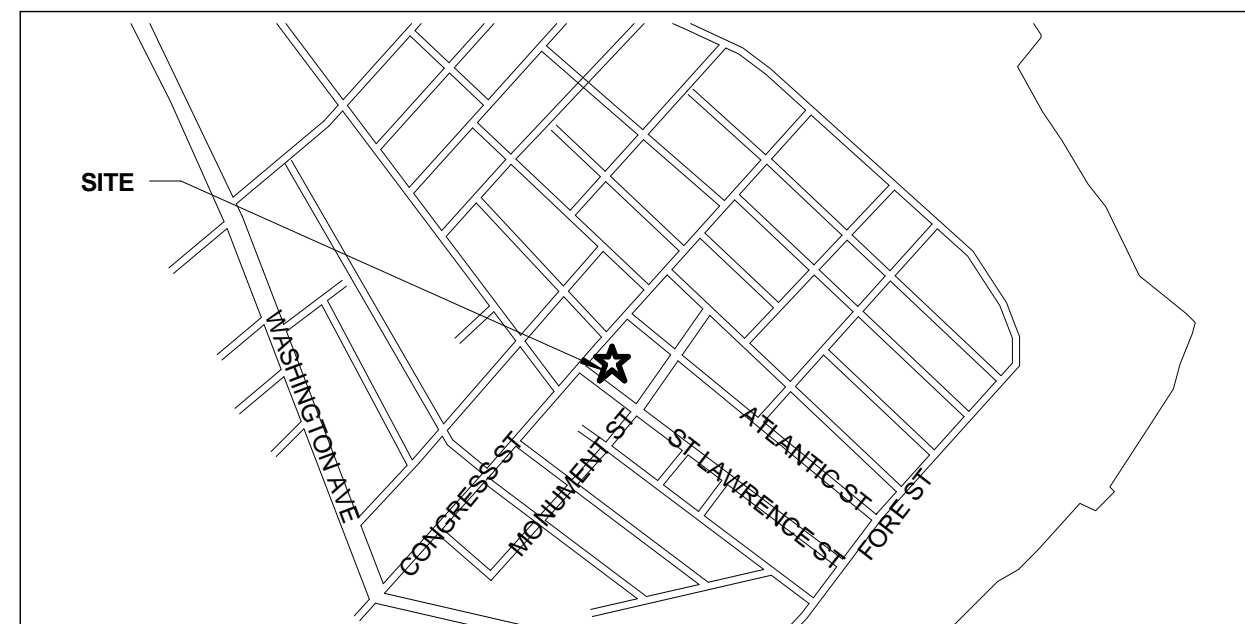 SITE
WASHINGTON AVE
CONGRESS ST
MONUMENT ST
ST LAWRENCE ST
ATLANTIC ST
FORE ST